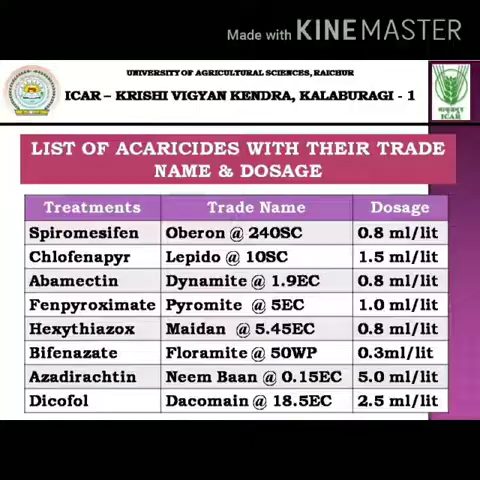 Made with KINEMASTER
UNIVERSITY OF AGRICULTURAL SCIENCES, RAICHUR
ICAR – KRISHI VIGYAN KENDRA, KALABURAGI - 1
ICAR
LIST OF ACARICIDES WITH THEIR TRADE
NAME & DOSAGE
Treatments Trade Name Dosage
Spiromesifen Oberon @ 240SC 0.8 ml/lit
Chlofenapyr Lepido @ 10SC 1.5 ml/lit
Abamectin Dynamite @ 1.9EC 0.8 ml/lit
Fenpyroximate Pyromite @ 5EC 1.0 ml/lit
Hexythiazox Maidan @ 5.45EC 0.8 ml/lit
Bifenazate Floramite @ 50WP 0.3ml/lit
Azadirachtin Neem Baan @ 0.15EC 5.0 ml/lit
Dicofol Dacomain @ 18.5EC 2.5 ml/lit